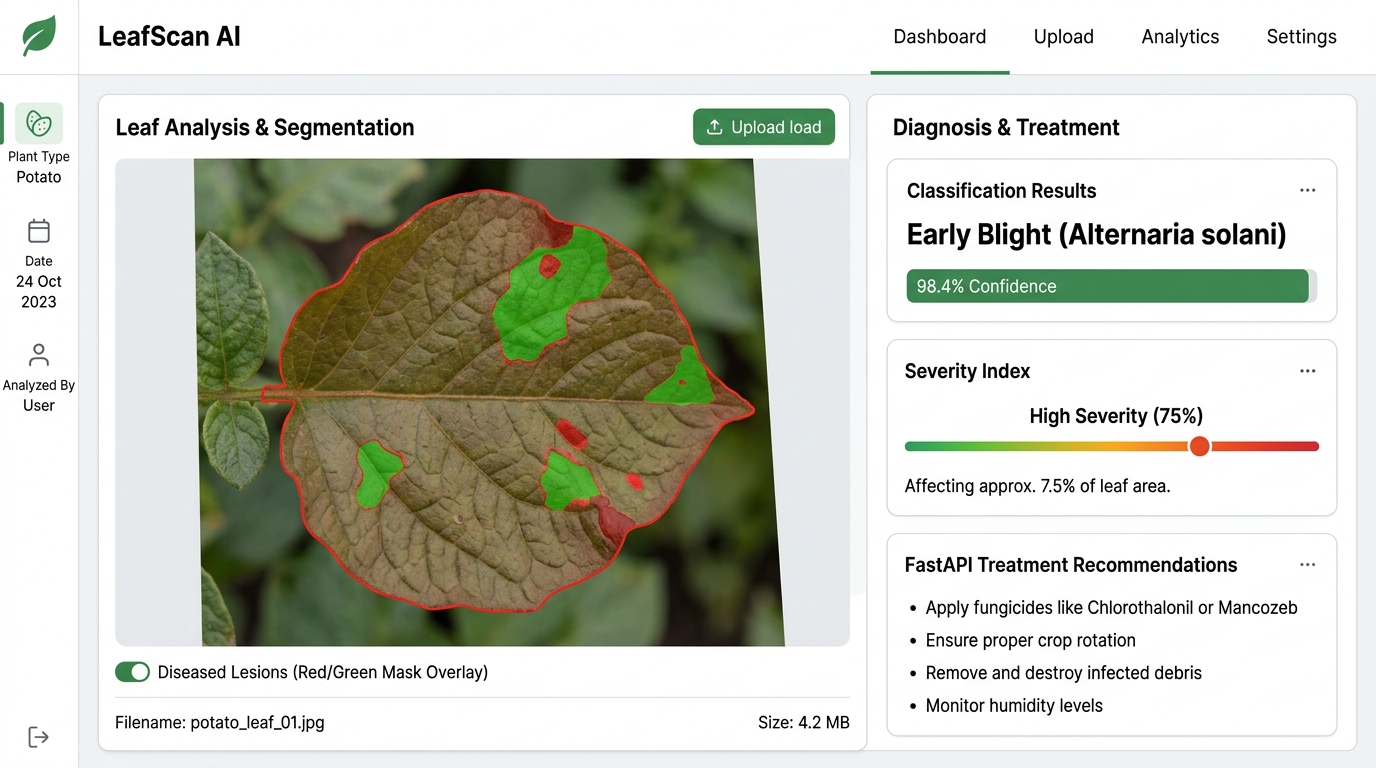 LeafScan AI
Dashboard
Upload
Analytics
Settings
Plant Type
Potato
Date
24 Oct
2023
Analyzed By
User
Leaf Analysis & Segmentation
Upload load
Diseased Lesions (Red/Green Mask Overlay)
Filename: potato_leaf_01.jpg
Size: 4.2 MB
Diagnosis & Treatment
Classification Results
Early Blight (Alternaria solani)
98.4% Confidence
Severity Index
High Severity (75%)
Affecting approx. 7.5% of leaf area.
FastAPI Treatment Recommendations
• Apply fungicides like Chlorothalonil or Mancozeb
• Ensure proper crop rotation
• Remove and destroy infected debris
• Monitor humidity levels